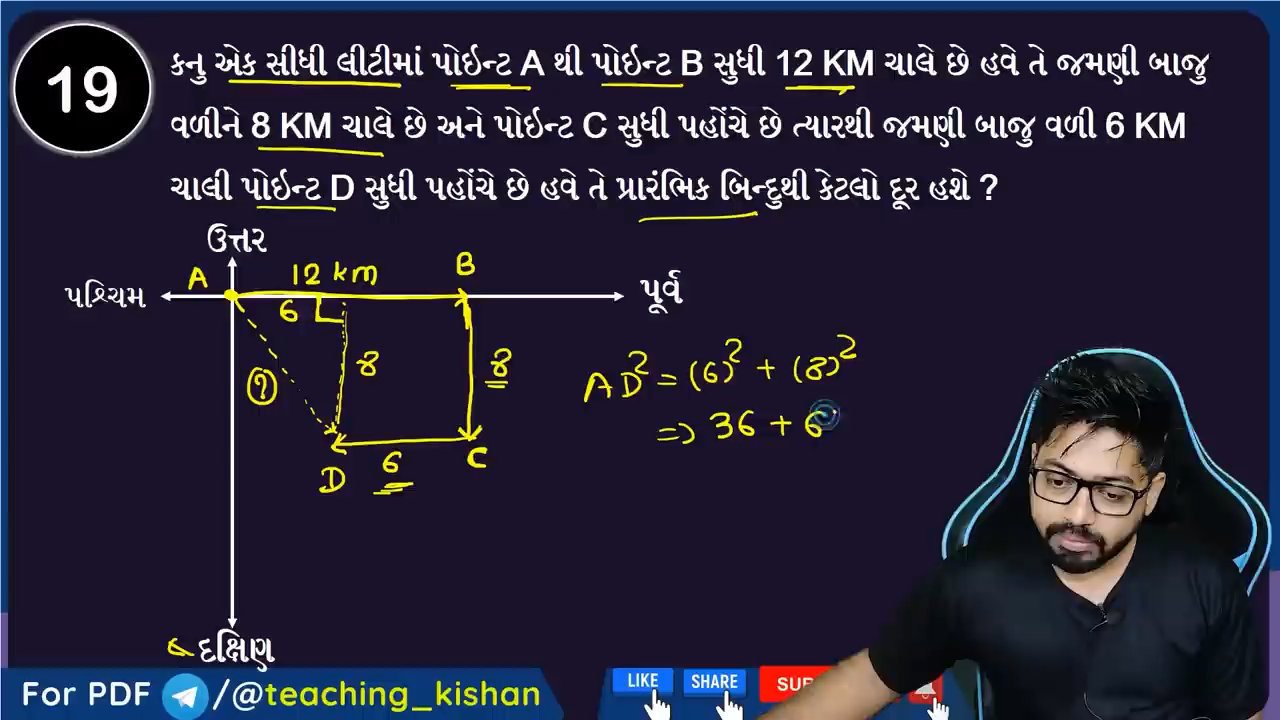 19
કનુ એક સીધી લીટીમાં પોઇન્ટ A થી પોઇન્ટ B સુધી 12 KM ચાલે છે હવે તે જમણી બાજુ
વળીને 8 KM ચાલે છે અને પોઇન્ટ C સુધી પહોંચે છે ત્યારથી જમણી બાજુ વળી 6 KM
ચાલી પોઇન્ટ D સુધી પહોંચે છે હવે તે પ્રારંભિક બિન્દુથી કેટલો દૂર હશે ?
ઉત્તર
A 12 km B
પશ્ચિમ પૂર્વ
6
8 8
?
AD² = (6)² + (8)²
=> 36 + 6
D 6 C
દક્ષિણ
For PDF /@teaching_kishan
LIKE SHARE SUB